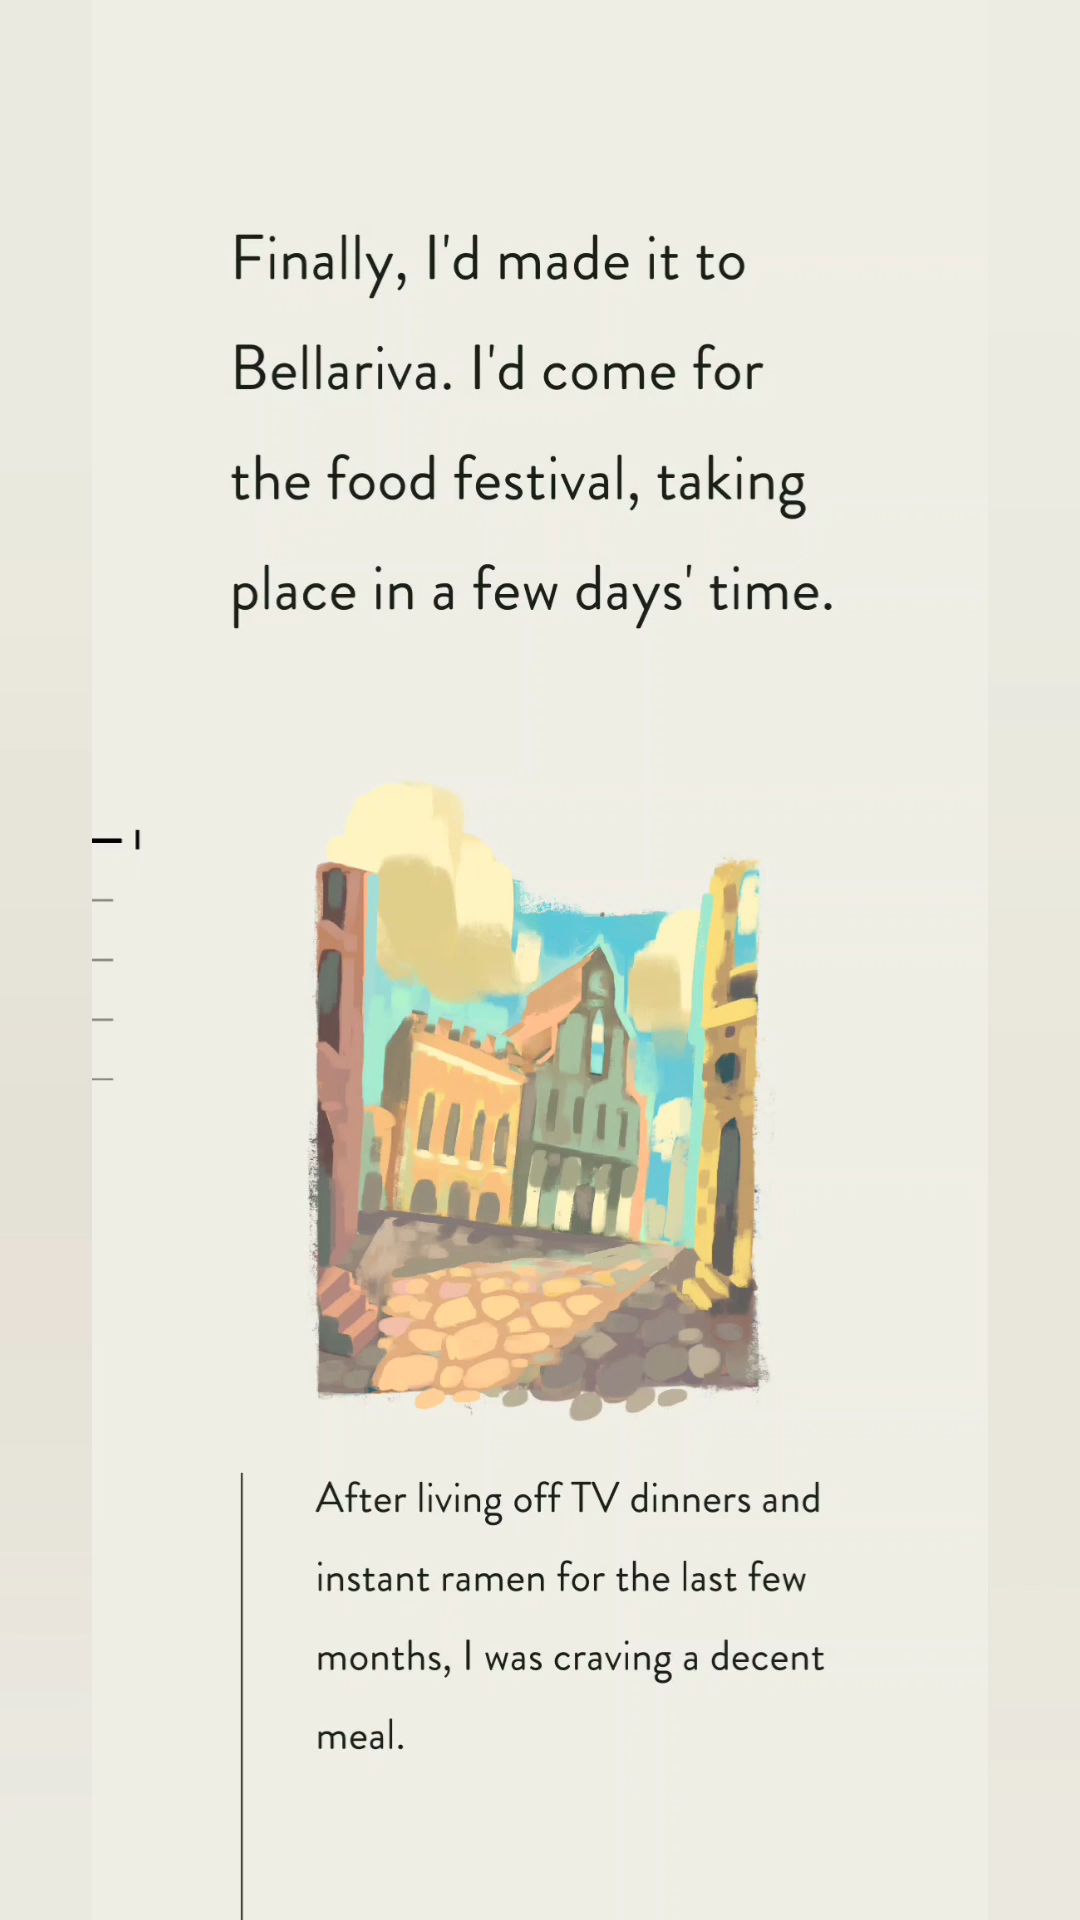 Finally, I'd made it to
Bellariva. I'd come for
the food festival, taking
place in a few days' time.
I
After living off TV dinners and
instant ramen for the last few
months, I was craving a decent
meal.